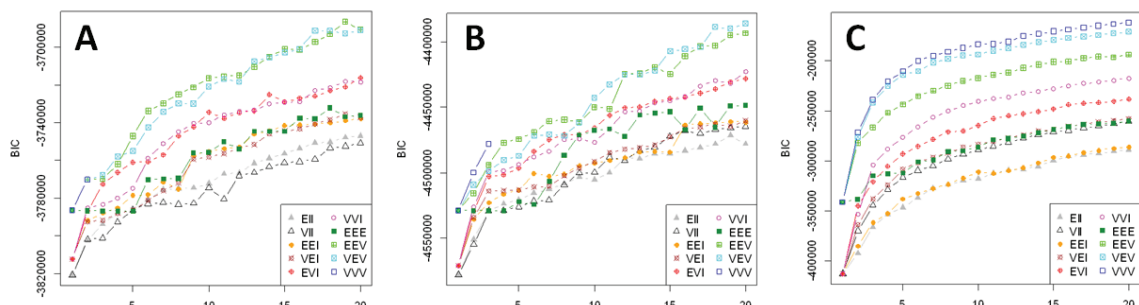 A
BIC
-3700000
-3740000
-3780000
-3820000
5
10
15
20
EII
VII
EEI
VEI
EVI
VVI
EEE
EEV
VEV
VVV
B
BIC
-4400000
-4450000
-4500000
-4550000
5
10
15
20
EII
VII
EEI
VEI
EVI
VVI
EEE
EEV
VEV
VVV
C
BIC
-200000
-250000
-300000
-350000
-400000
5
10
15
20
EII
VII
EEI
VEI
EVI
VVI
EEE
EEV
VEV
VVV